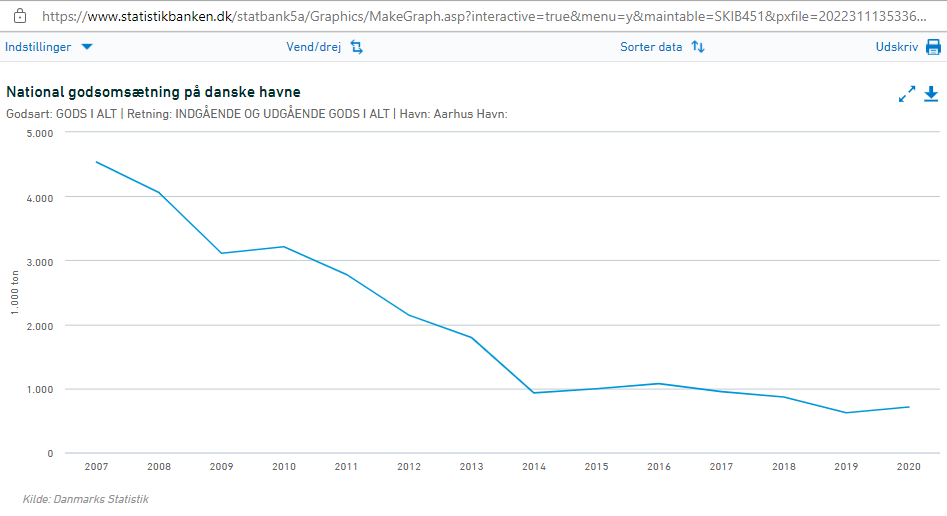 https://www.statistikbanken.dk/statbank5a/Graphics/MakeGraph.asp?interactive=true&menu=y&maintable=SKIB451&pxfile=2022311135336...
Indstillinger Vend/drej Sorter data Udskriv
National godsomsætning på danske havne
Godsart: GODS I ALT | Retning: INDGÅENDE OG UDGÅENDE GODS I ALT | Havn: Aarhus Havn:
5.000
4.000
3.000
1.000 ton
2.000
1.000
0
2007 2008 2009 2010 2011 2012 2013 2014 2015 2016 2017 2018 2019 2020
Kilde: Danmarks Statistik